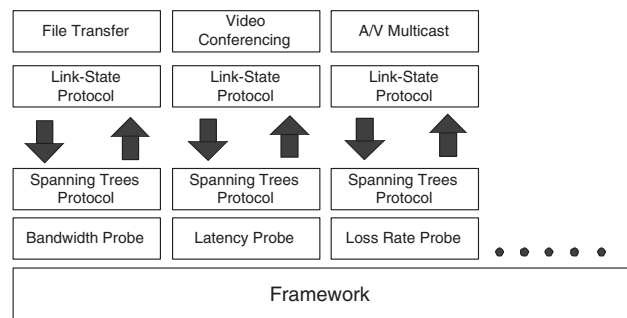 File Transfer
Video
Conferencing
A/V Multicast
Link-State
Protocol
Link-State
Protocol
Link-State
Protocol
Spanning Trees
Protocol
Spanning Trees
Protocol
Spanning Trees
Protocol
Bandwidth Probe
Latency Probe
Loss Rate Probe
Framework